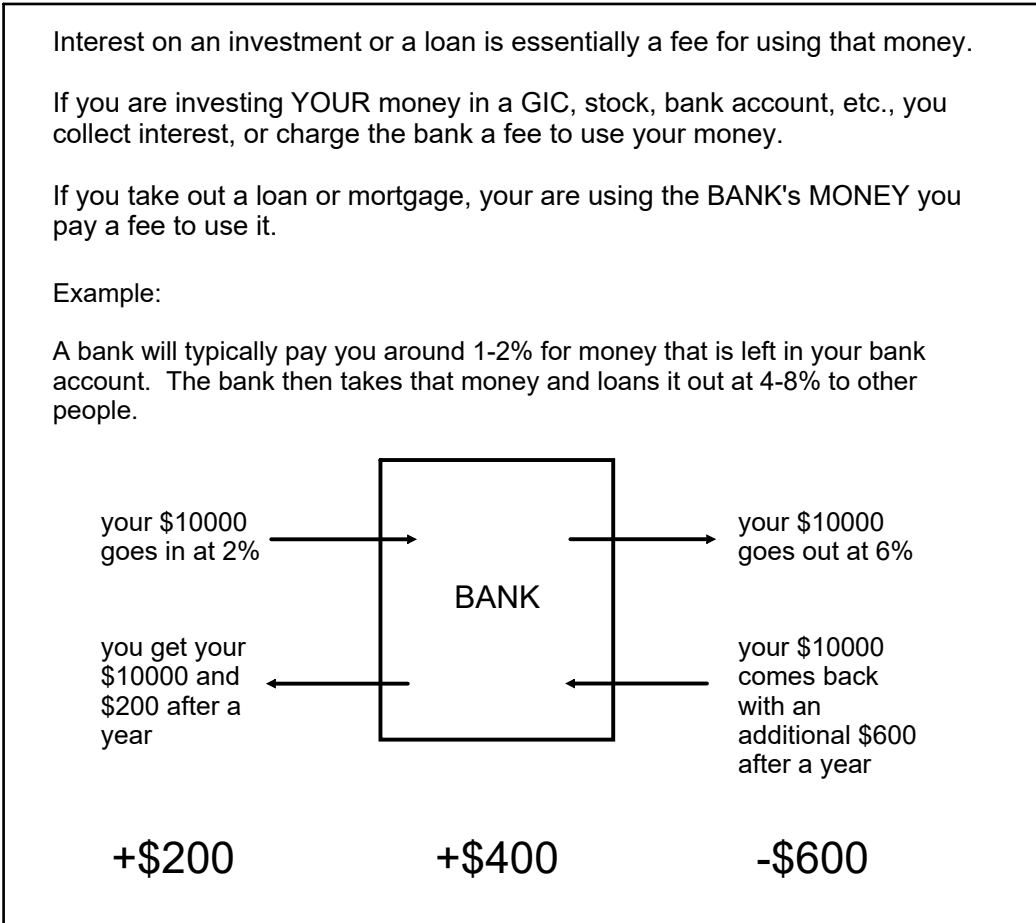 Interest on an investment or a loan is essentially a fee for using that money.
If you are investing YOUR money in a GIC, stock, bank account, etc., you
collect interest, or charge the bank a fee to use your money.
If you take out a loan or mortgage, your are using the BANK's MONEY you
pay a fee to use it.
Example:
A bank will typically pay you around 1-2% for money that is left in your bank
account.  The bank then takes that money and loans it out at 4-8% to other
people.
your $10000
goes in at 2%
BANK
your $10000
goes out at 6%
you get your
$10000 and
$200 after a
year
your $10000
comes back
with an
additional $600
after a year
+$200
+$400
-$600